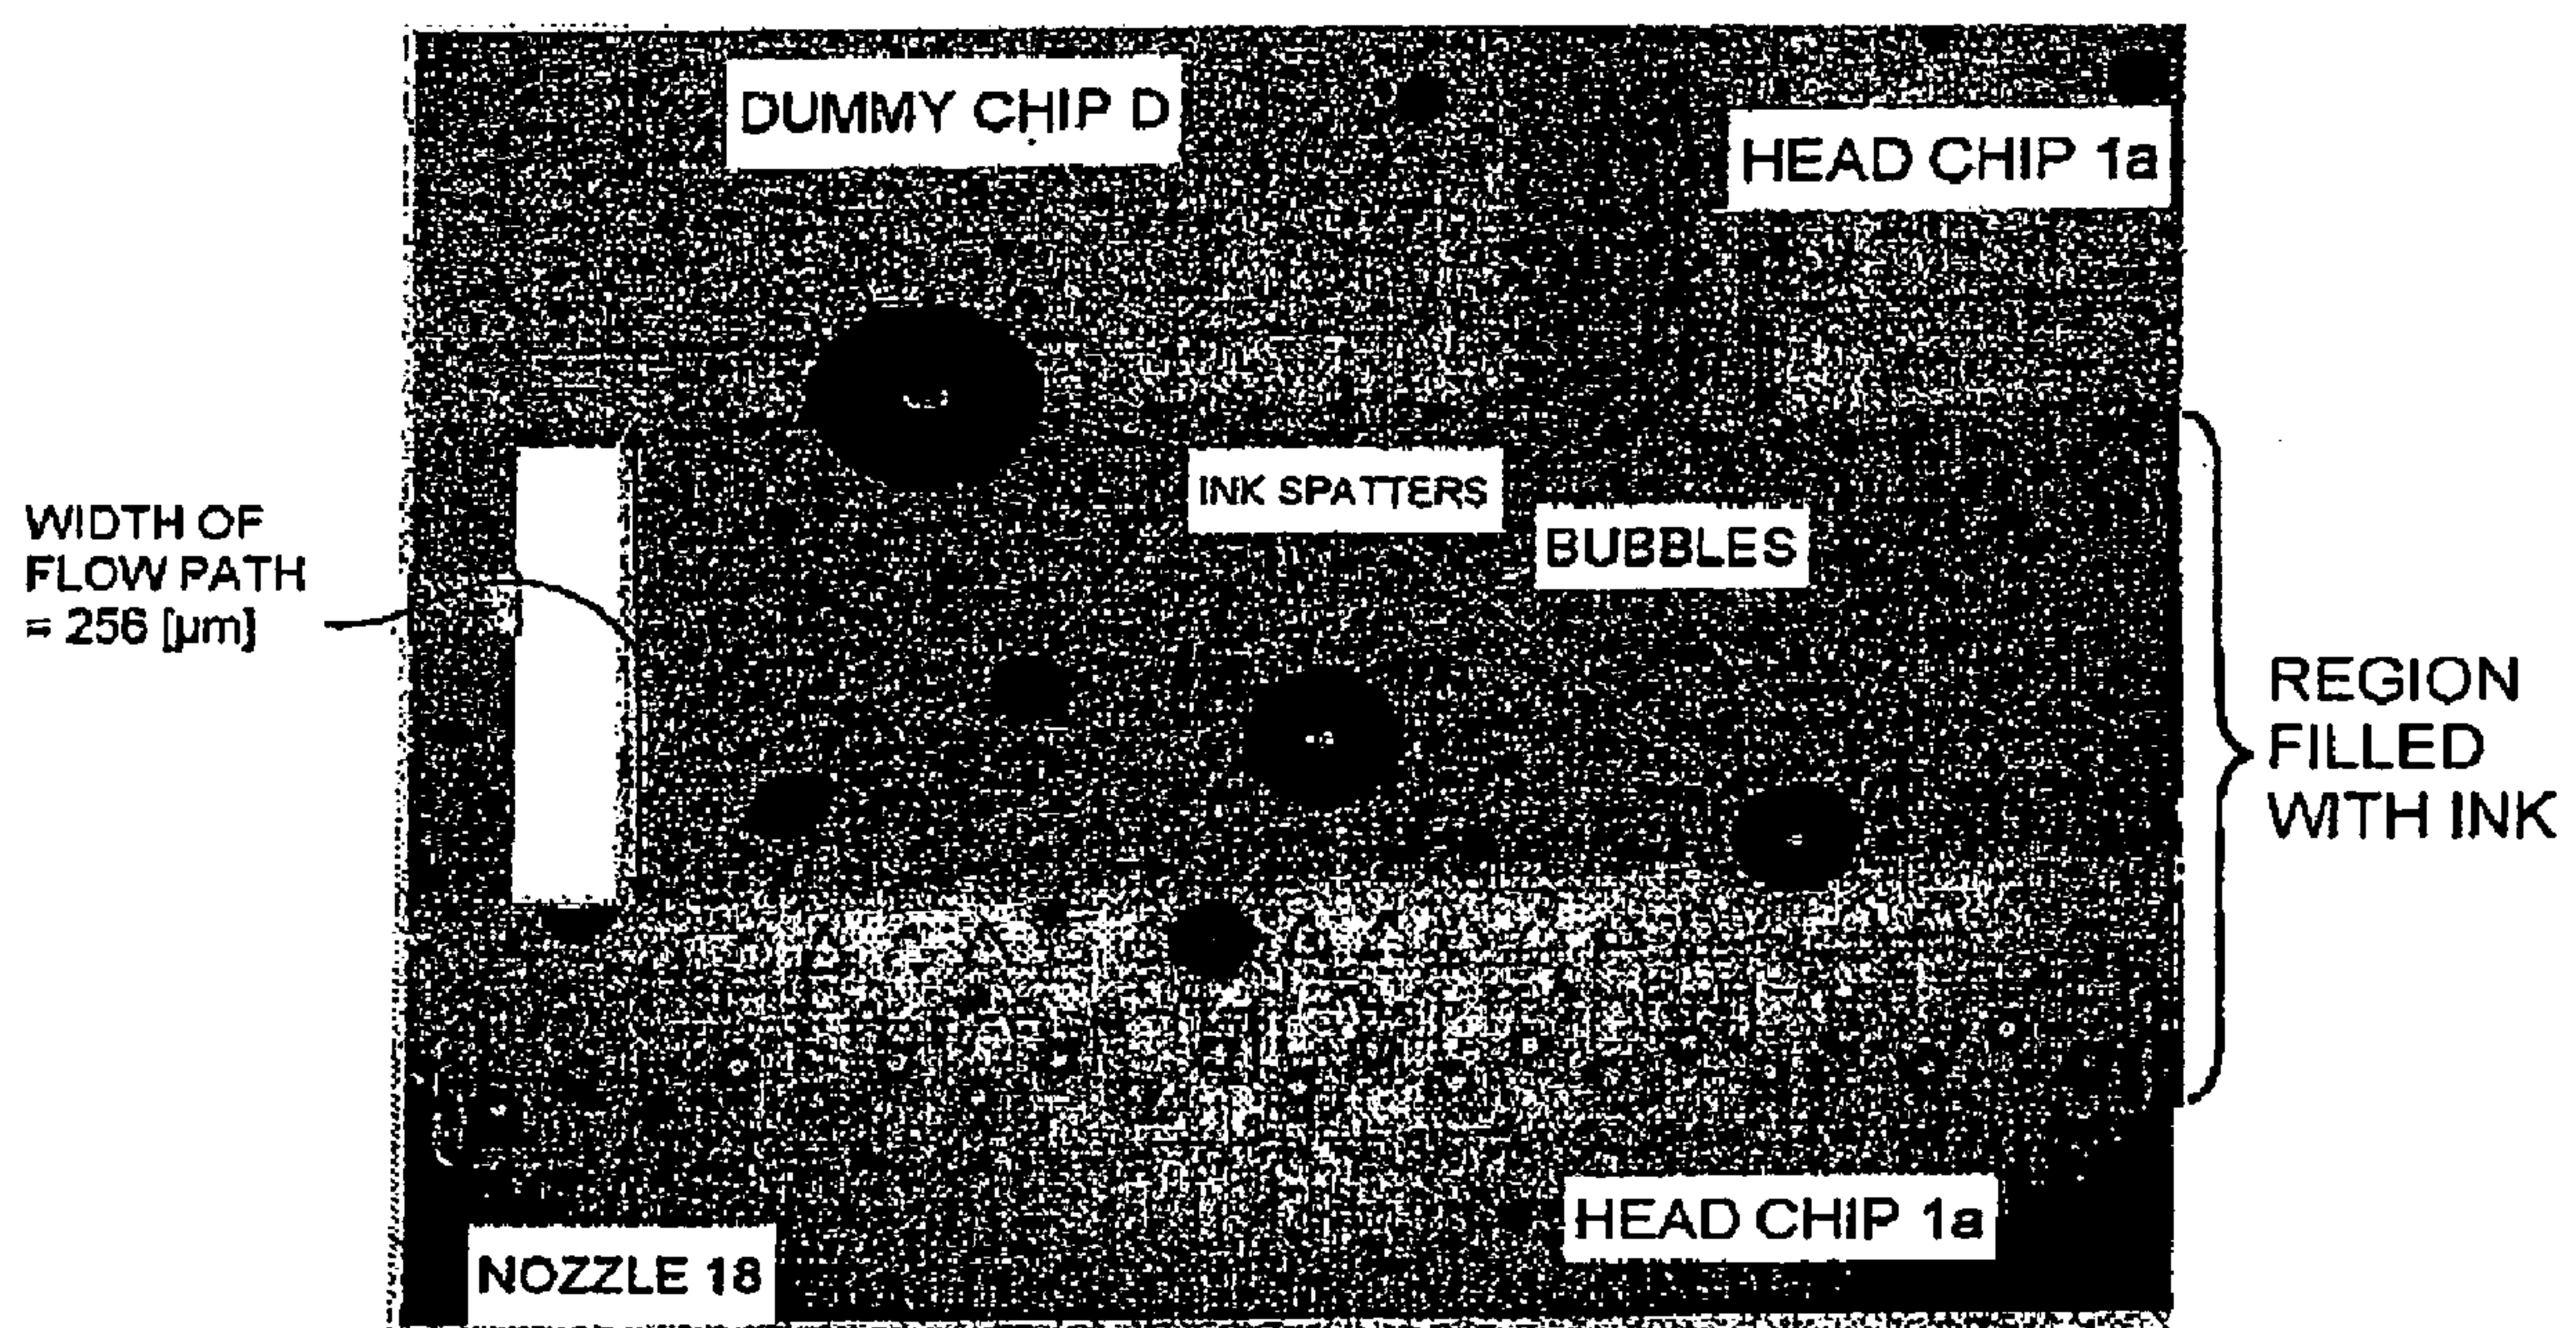 DUMMY CHIP D
HEAD CHIP 1a
INK SPATTERS
BUBBLES
WIDTH OF
FLOW PATH
= 256 [µm]
REGION
FILLED
WITH INK
HEAD CHIP 1a
NOZZLE 18